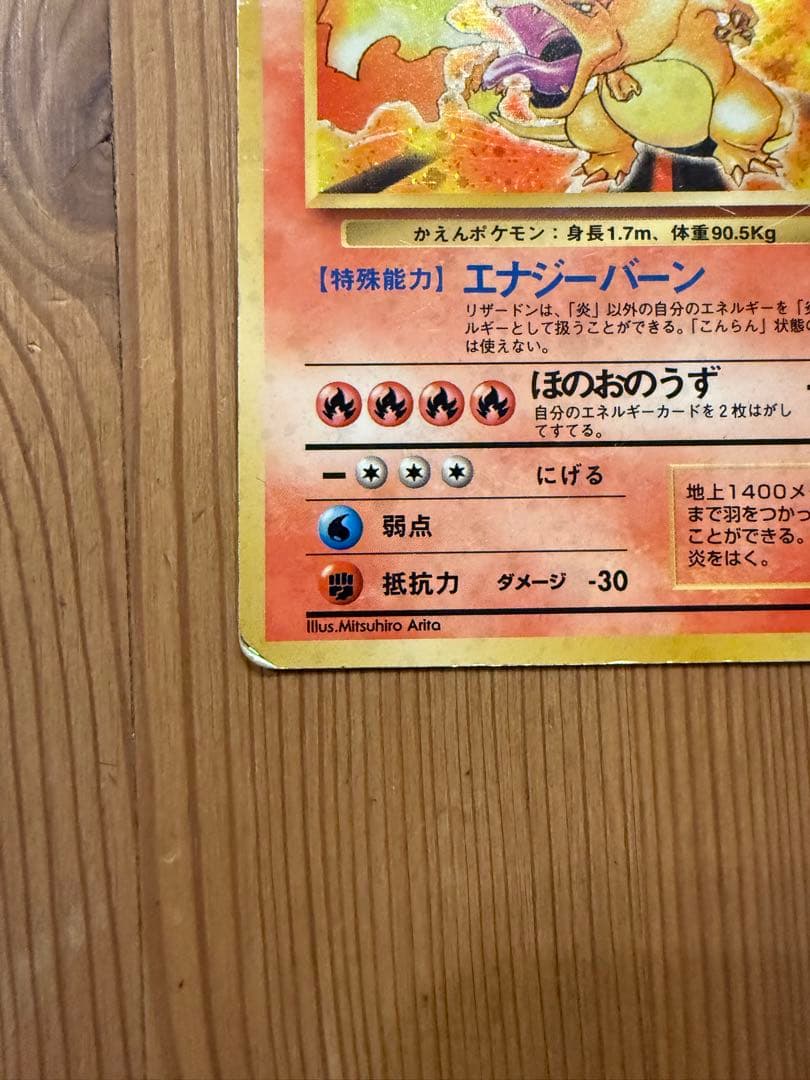 かえんポケモン：身長1.7m、体重90.5Kg
【特殊能力】 エナジーバーン
リザードンは、「炎」以外の自分のエネルギーを「
ルギーとして扱うことができる。「こんらん」状態の
は使えない。
ほのおのうず
自分のエネルギーカードを2枚はがし
てすてる。
ー にげる
地上1400メ
まで羽をつかっ
ことができる。
炎をはく。
弱点
抵抗力 ダメージ -30
Illus.Mitsuhiro Arita